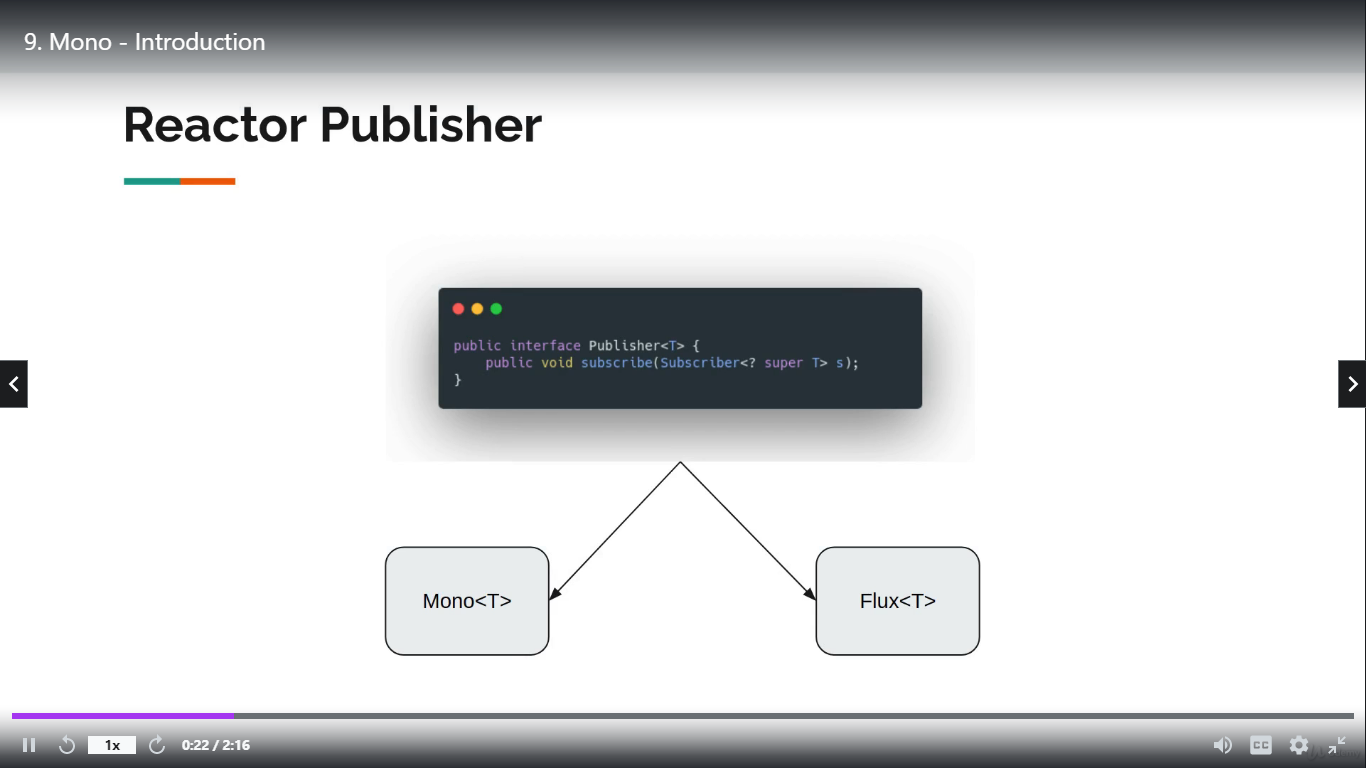 9. Mono - Introduction
Reactor Publisher
public interface Publisher<T> {
    public void subscribe(Subscriber<? super T> s);
}
Mono<T>
Flux<T>
1x
0:22 / 2:16
CC